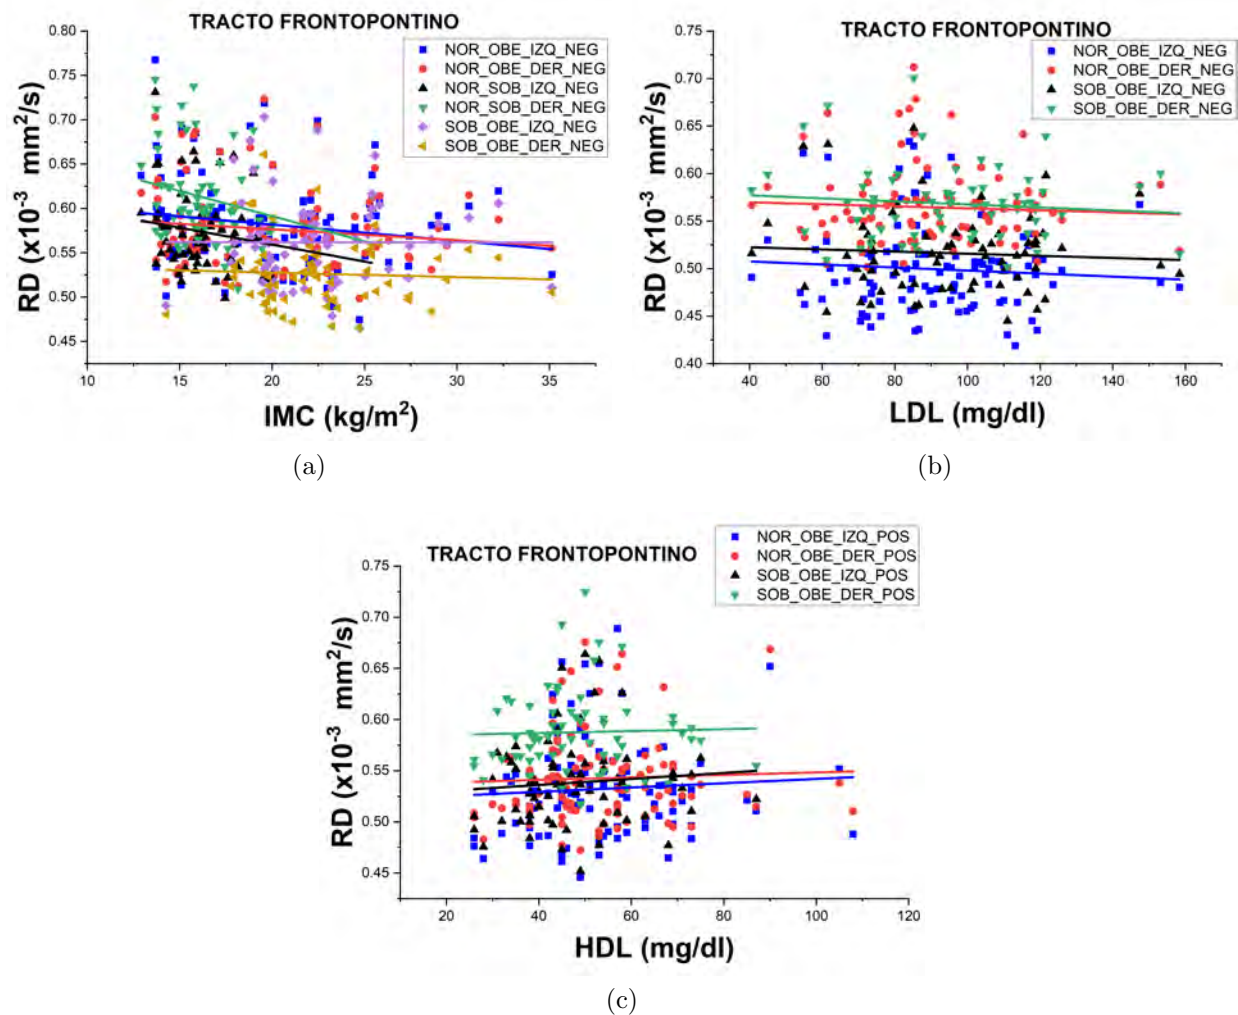 TRACTO FRONTOPONTINO
NOR_OBE_IZQ_NEG
NOR_OBE_DER_NEG
NOR_SOB_IZQ_NEG
NOR_SOB_DER_NEG
SOB_OBE_IZQ_NEG
SOB_OBE_DER_NEG
0.80
0.75
0.70
0.65
0.60
0.55
0.50
0.45
RD (x10⁻³ mm²/s)
10 15 20 25 30 35
IMC (kg/m²)
(a)
TRACTO FRONTOPONTINO
NOR_OBE_IZQ_NEG
NOR_OBE_DER_NEG
SOB_OBE_IZQ_NEG
SOB_OBE_DER_NEG
0.75
0.70
0.65
0.60
0.55
0.50
0.45
0.40
RD (x10⁻³ mm²/s)
40 60 80 100 120 140 160
LDL (mg/dl)
(b)
TRACTO FRONTOPONTINO
NOR_OBE_IZQ_POS
NOR_OBE_DER_POS
SOB_OBE_IZQ_POS
SOB_OBE_DER_POS
0.75
0.70
0.65
0.60
0.55
0.50
0.45
RD (x10⁻³ mm²/s)
20 40 60 80 100 120
HDL (mg/dl)
(c)